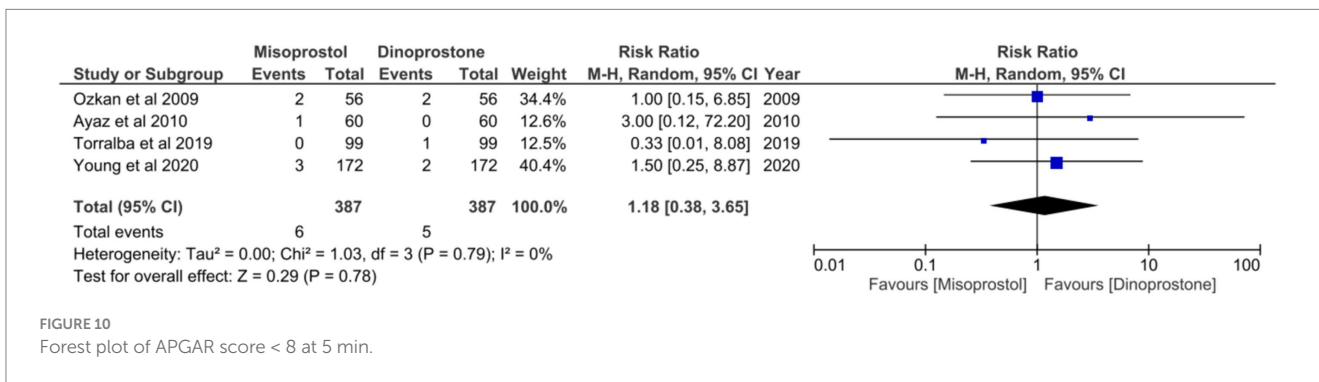 Misoprostol Dinoprostone Risk Ratio Risk Ratio
Study or Subgroup Events Total Events Total Weight M-H, Random, 95% CI Year M-H, Random, 95% CI
Ozkan et al 2009 2 56 2 56 34.4% 1.00 [0.15, 6.85] 2009
Ayaz et al 2010 1 60 0 60 12.6% 3.00 [0.12, 72.20] 2010
Torralba et al 2019 0 99 1 99 12.5% 0.33 [0.01, 8.08] 2019
Young et al 2020 3 172 2 172 40.4% 1.50 [0.25, 8.87] 2020
Total (95% CI) 387 387 100.0% 1.18 [0.38, 3.65]
Total events 6 5
Heterogeneity: Tau² = 0.00; Chi² = 1.03, df = 3 (P = 0.79); I² = 0%
Test for overall effect: Z = 0.29 (P = 0.78)
0.01 0.1 1 10 100
Favours [Misoprostol] Favours [Dinoprostone]
FIGURE 10
Forest plot of APGAR score < 8 at 5 min.